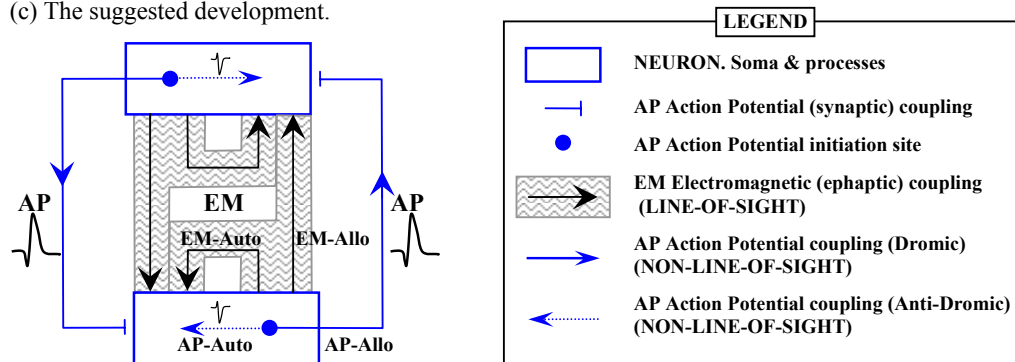 (c) The suggested development.
AP
EM
AP
EM-Auto
EM-Allo
AP-Auto
AP-Allo
LEGEND
NEURON. Soma & processes
AP Action Potential (synaptic) coupling
AP Action Potential initiation site
EM Electromagnetic (ephaptic) coupling
(LINE-OF-SIGHT)
AP Action Potential coupling (Dromic)
(NON-LINE-OF-SIGHT)
AP Action Potential coupling (Anti-Dromic)
(NON-LINE-OF-SIGHT)